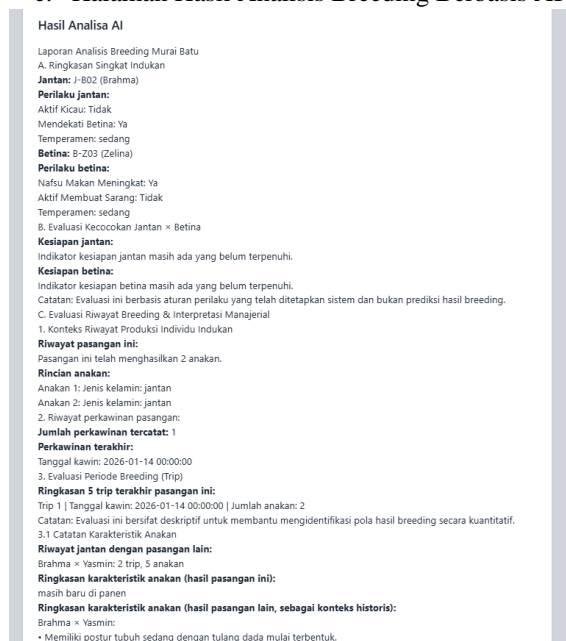 Hasil Analisa AI
Laporan Analisis Breeding Murai Batu
A. Ringkasan Singkat Indukan
Jantan: J-B02 (Brahma)
Perilaku jantan:
Aktif Kicau: Tidak
Mendekati Betina: Ya
Temperamen: sedang
Betina: B-Z03 (Zelina)
Perilaku betina:
Nafsu Makan Meningkat: Ya
Aktif Membuat Sarang: Tidak
Temperamen: sedang
B. Evaluasi Kecocokan Jantan × Betina
Kesiapan jantan:
Indikator kesiapan jantan masih ada yang belum terpenuhi.
Kesiapan betina:
Indikator kesiapan betina masih ada yang belum terpenuhi.
Catatan: Evaluasi ini berbasis aturan perilaku yang telah ditetapkan sistem dan bukan prediksi hasil breeding.
C. Evaluasi Riwayat Breeding & Interpretasi Manajerial
1. Konteks Riwayat Produksi Individu Indukan
Riwayat pasangan ini:
Pasangan ini telah menghasilkan 2 anakan.
Rincian anakan:
Anakan 1: Jenis kelamin: jantan
Anakan 2: Jenis kelamin: jantan
2. Riwayat perkawinan pasangan:
Jumlah perkawinan tercatat: 1
Perkawinan terakhir:
Tanggal kawin: 2026-01-14 00:00:00
3. Evaluasi Periode Breeding (Trip)
Ringkasan 5 trip terakhir pasangan ini:
Trip 1 | Tanggal kawin: 2026-01-14 00:00:00 | Jumlah anakan: 2
Catatan: Evaluasi ini bersifat deskriptif untuk membantu mengidentifikasi pola hasil breeding secara kuantitatif.
3.1 Catatan Karakteristik Anakan
Riwayat jantan dengan pasangan lain:
Brahma × Yasmin: 2 trip, 5 anakan
Ringkasan karakteristik anakan (hasil pasangan ini):
masih baru di panen
Ringkasan karakteristik anakan (hasil pasangan lain, sebagai konteks historis):
Brahma × Yasmin:
• Memiliki postur tubuh sedang dengan tulang dada mulai terbentuk.